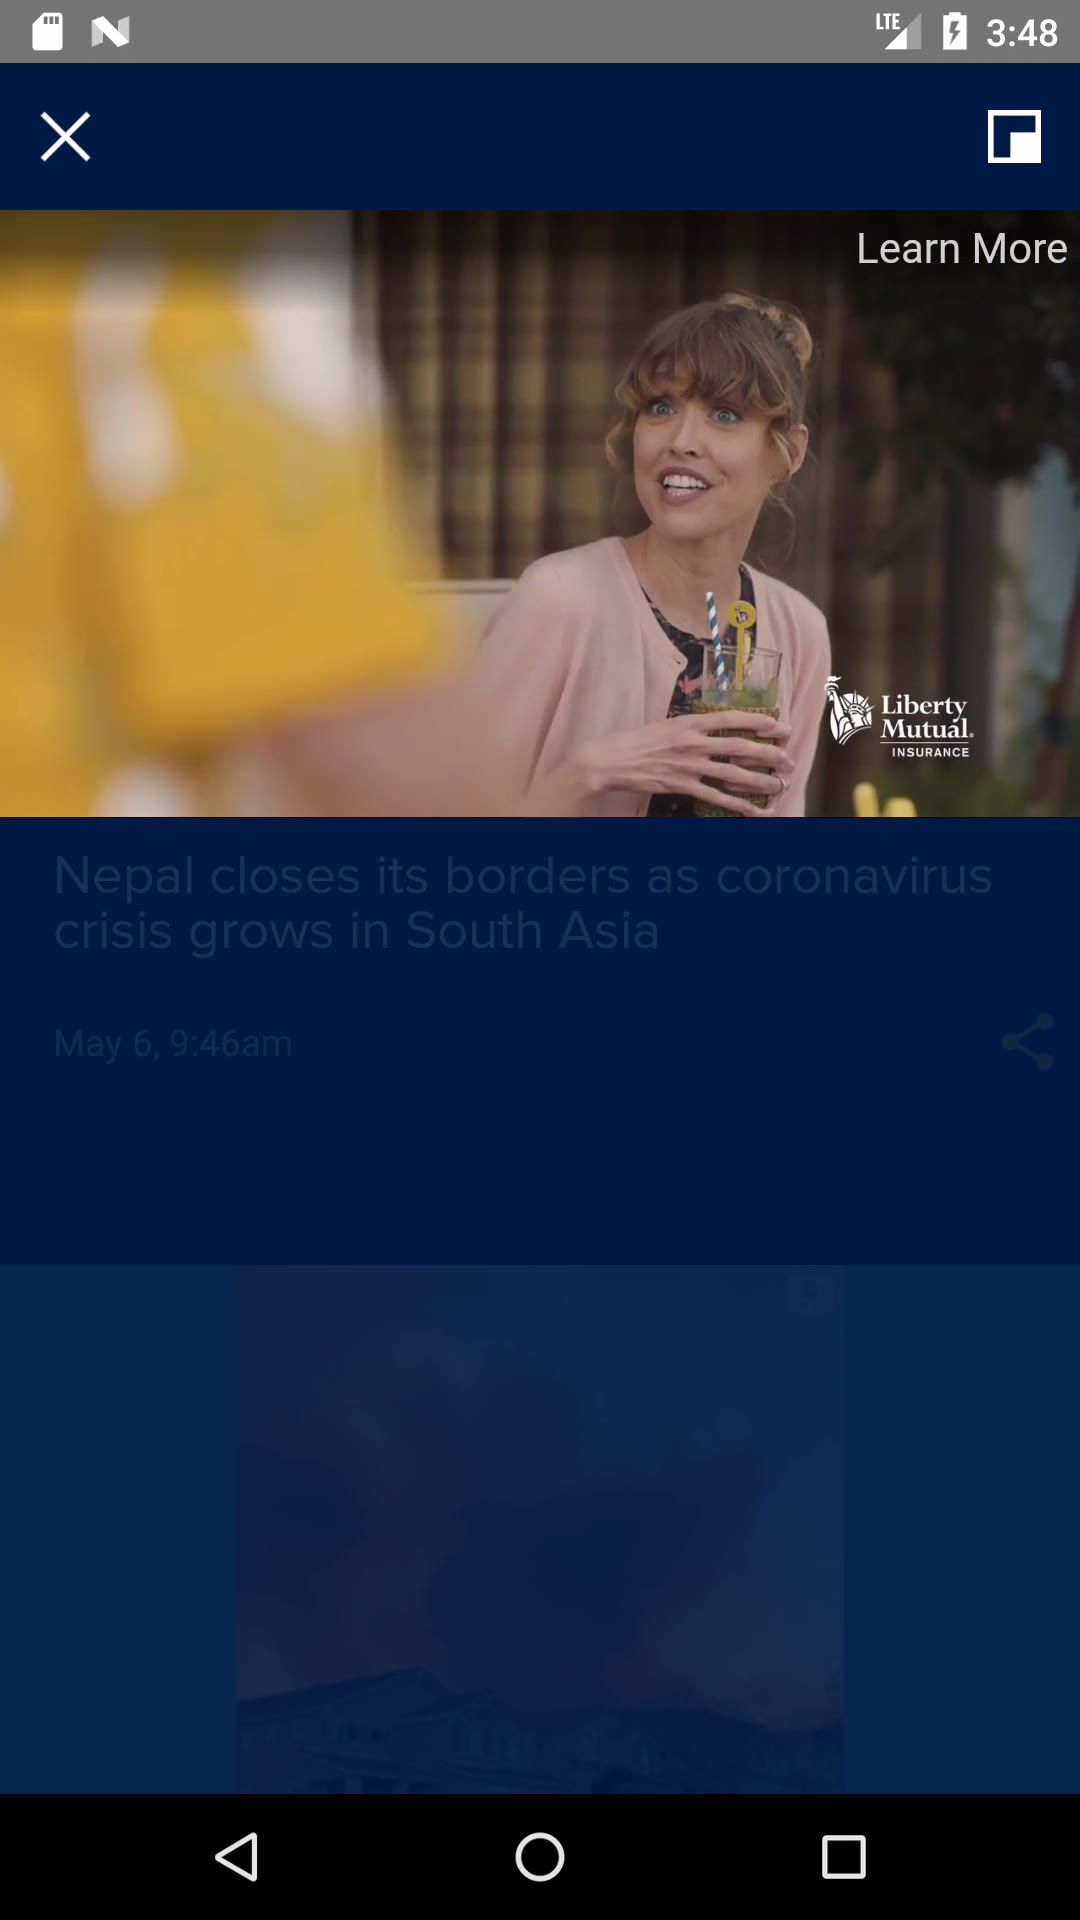 LTE
3:48
Learn More
Liberty
Mutual®
INSURANCE
Nepal closes its borders as coronavirus
crisis grows in South Asia
May 6, 9:46am